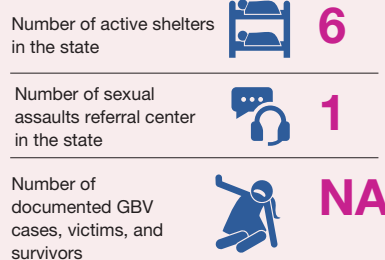 Number of active shelters
in the state
6
Number of sexual
assaults referral center
in the state
1
Number of
documented GBV
cases, victims, and
survivors
NA